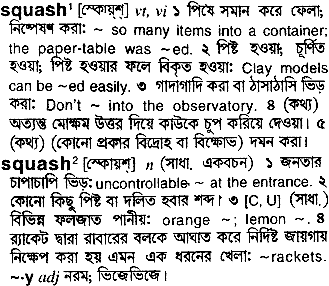 squash¹ [স্কোয়শ্] vt, vi ১ পিষে সমান করে ফেলা;
নিষ্পেষণ করা: ~ so many items into a container;
the paper-table was ~ed. ২ পিষ্ট হওয়া; চূর্ণিত
হওয়া; পিষ্ট হওয়ার ফলে বিকৃত হওয়া: Clay models
can be ~ed easily. ৩ গাদাগাদি করা বা ঠাসাঠাসি ভিড়
করা: Don't ~ into the observatory. ৪ (কথ্য)
অত্যন্ত মোক্ষম উত্তর দিয়ে কাউকে চুপ করিয়ে দেওয়া। ৫
(কথ্য) (কোনো প্রকার বিদ্রোহ বা বিক্ষোভ) দমন করা।
squash² [স্কোয়শ্] n (সাধা. একবচন) ১ জনতার
চাপাচাপি ভিড়: uncontrollable ~ at the entrance. ২
কোনো কিছু পিষ্ট বা দলিত হবার শব্দ। ৩ [C, U] (সাধা.)
বিভিন্ন ফলজাত পানীয়: orange ~; lemon ~. ৪
র‍্যাকেট দ্বারা রাবারের বলকে আঘাত করে নির্দিষ্ট জায়গায়
নিক্ষেপ করা হয় এমন এক ধরনের খেলা: ~rackets.
~·y adj নরম; ভিজেভিজে।